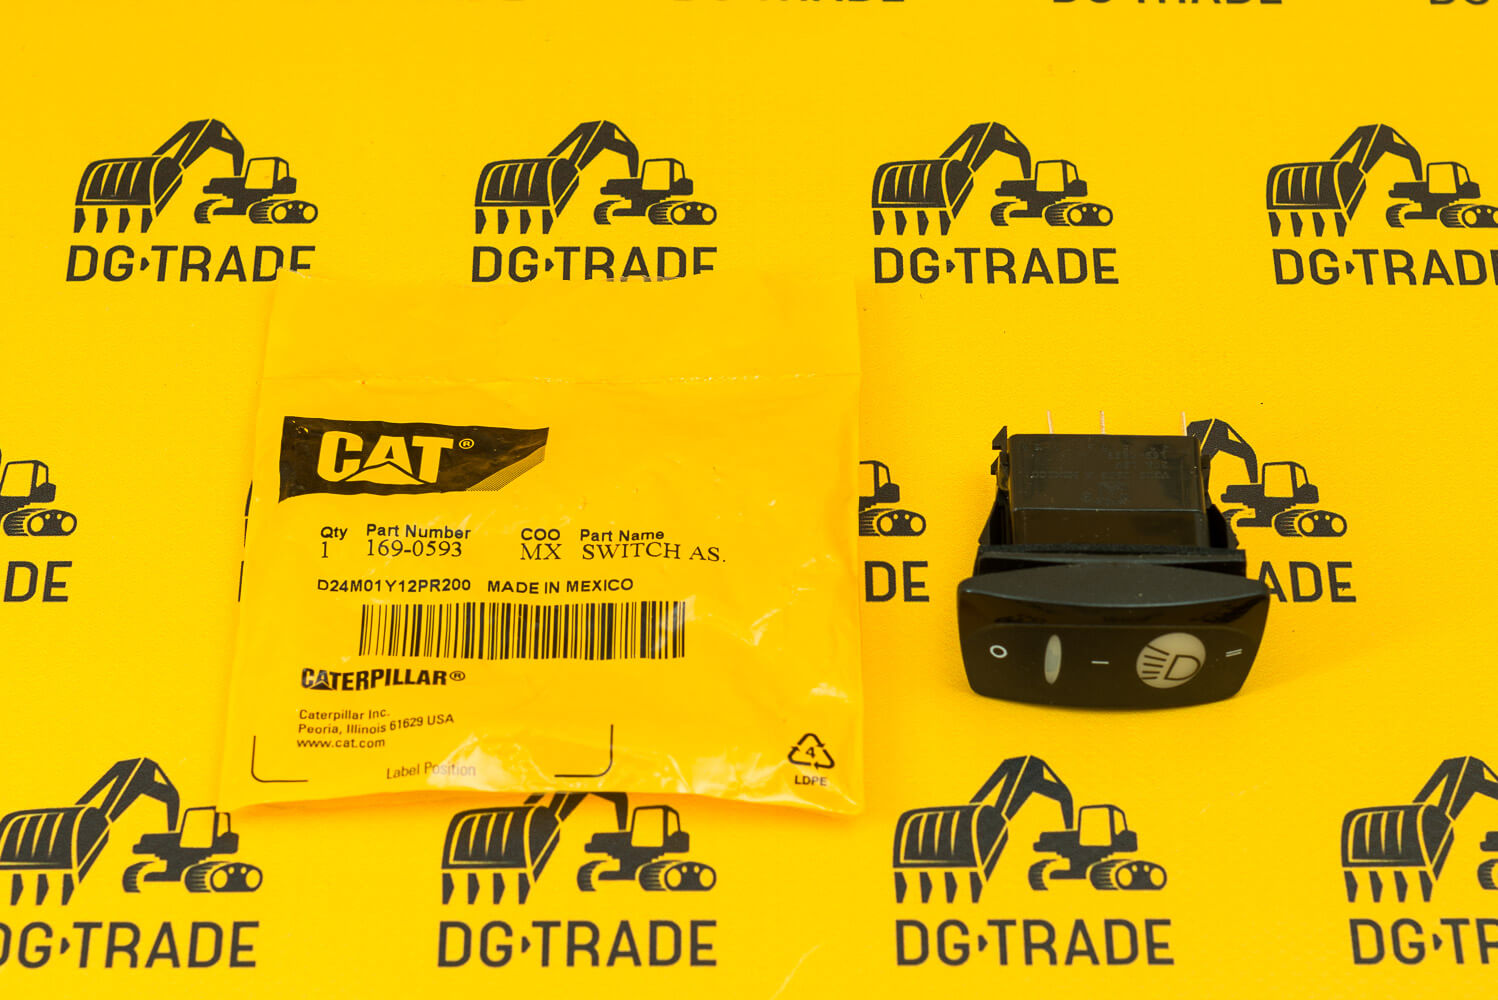 DG TRADE
DG TRADE
DG TRADE
DG TRADE
CAT®
Qty Part Number COO Part Name
1 169-0593 MX SWITCH AS.
D24M01Y12PR200 MADE IN MEXICO
CATERPILLAR®
Caterpillar Inc.
Peoria, Illinois 61629 USA
www.cat.com
Label Position
4
LDPE
O – =
DE
DE
ADE
DG TRADE
DG TRADE
DG TRADE
DG TR